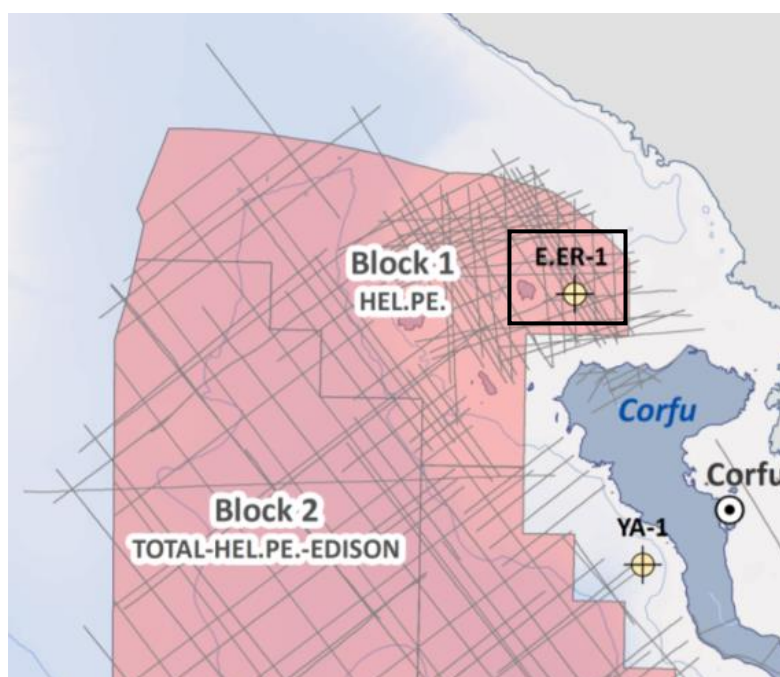 E.ER-1
Block 1
HEL.PE.
Corfu
Corfu
YA-1
Block 2
TOTAL-HEL.PE.-EDISON